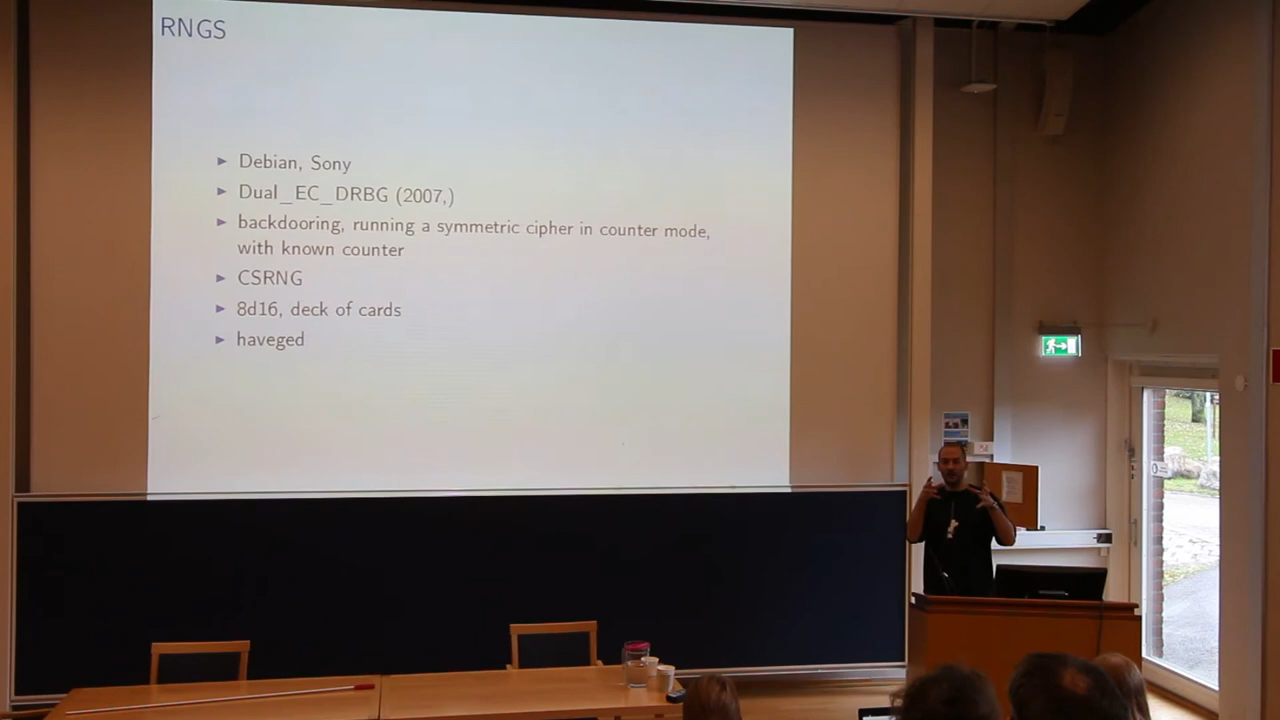 RNGS
▶ Debian, Sony
▶ Dual_EC_DRBG (2007,)
▶ backdooring, running a symmetric cipher in counter mode,
with known counter
▶ CSRNG
▶ 8d16, deck of cards
▶ haveged